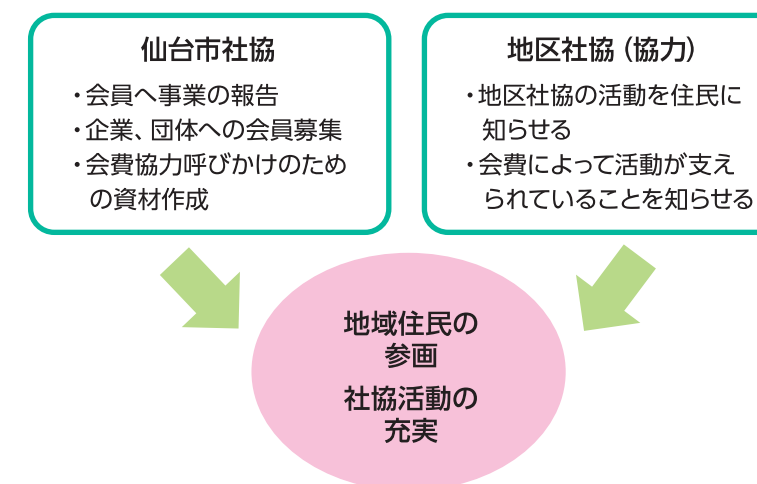 仙台市社協
・会員へ事業の報告
・企業、団体への会員募集
・会費協力呼びかけのため
の資材作成
地区社協（協力）
・地区社協の活動を住民に
知らせる
・会費によって活動が支え
られていることを知らせる
地域住民の
参画
社協活動の
充実